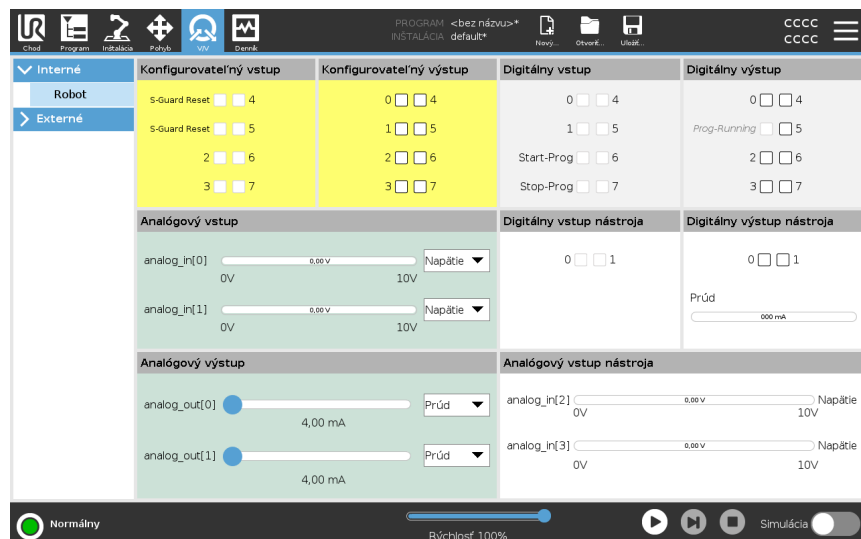 PROGRAM <bez názvu>*
INŠTALÁCIA default*
CCCC
CCCC
Chod Program Inštalácia Pohyb V/V Denník Nový... Otvoriť... Uložiť...
Interné
Robot
Externé
Konfigurovateľný vstup
S-Guard Reset 4
S-Guard Reset 5
2 6
3 7
Konfigurovateľný výstup
0 4
1 5
2 6
3 7
Digitálny vstup
0 4
1 5
Start-Prog 6
Stop-Prog 7
Digitálny výstup
0 4
Prog-Running 5
2 6
3 7
Analógový vstup
analog_in[0] 0,00 V Napätie
0V 10V
analog_in[1] 0,00 V Napätie
0V 10V
Digitálny vstup nástroja
0 1
Digitálny výstup nástroja
0 1
Prúd
000 mA
Analógový výstup
analog_out[0] Prúd
4,00 mA
analog_out[1] Prúd
4,00 mA
Analógový vstup nástroja
analog_in[2] 0,00 V Napätie
0V 10V
analog_in[3] 0,00 V Napätie
0V 10V
Normálny
Rýchlosť 100%
Simulácia